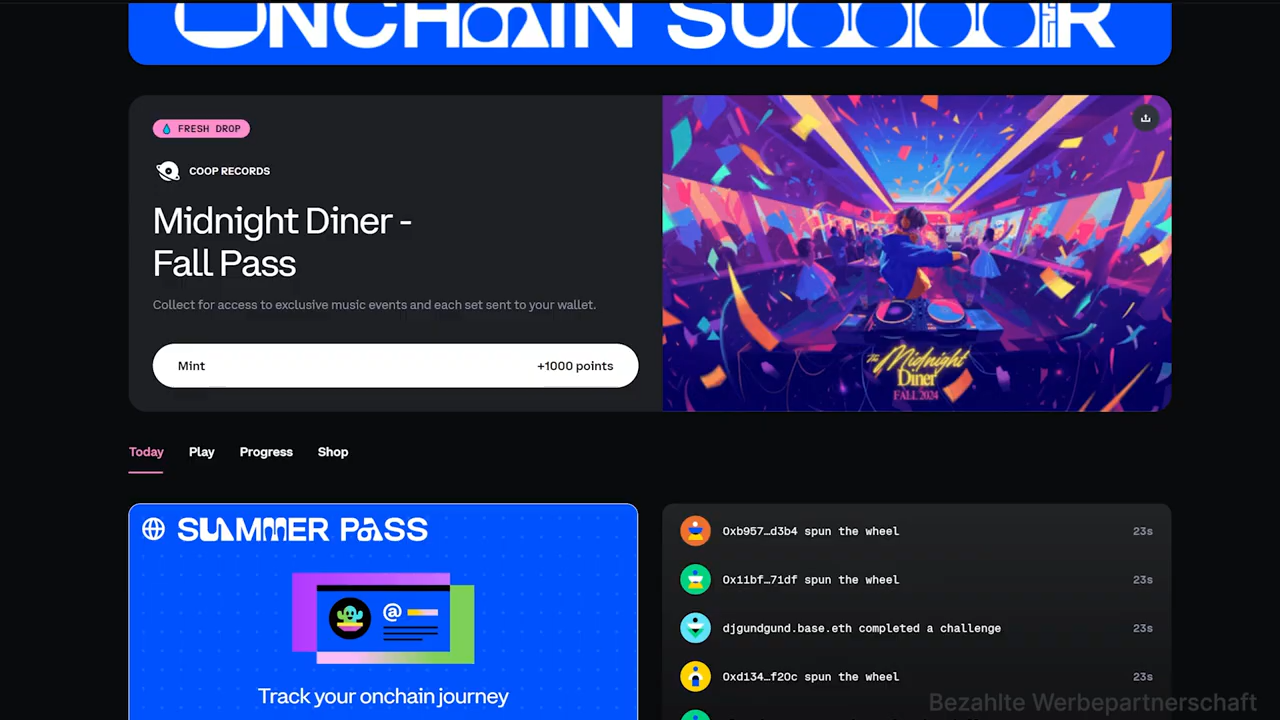 ONCHAIN SUMMER
FRESH DROP
COOP RECORDS
Midnight Diner -
Fall Pass
Collect for access to exclusive music events and each set sent to your wallet.
Mint
+1000 points
The Midnight
Diner
FALL 2024
Today
Play
Progress
Shop
SUMMER PASS
@
Track your onchain journey
0xb957…d3b4 spun the wheel
23s
0x11bf…71df spun the wheel
23s
djgundgund.base.eth completed a challenge
23s
0xd134…f20c spun the wheel
23s
Bezahlte Werbepartnerschaft